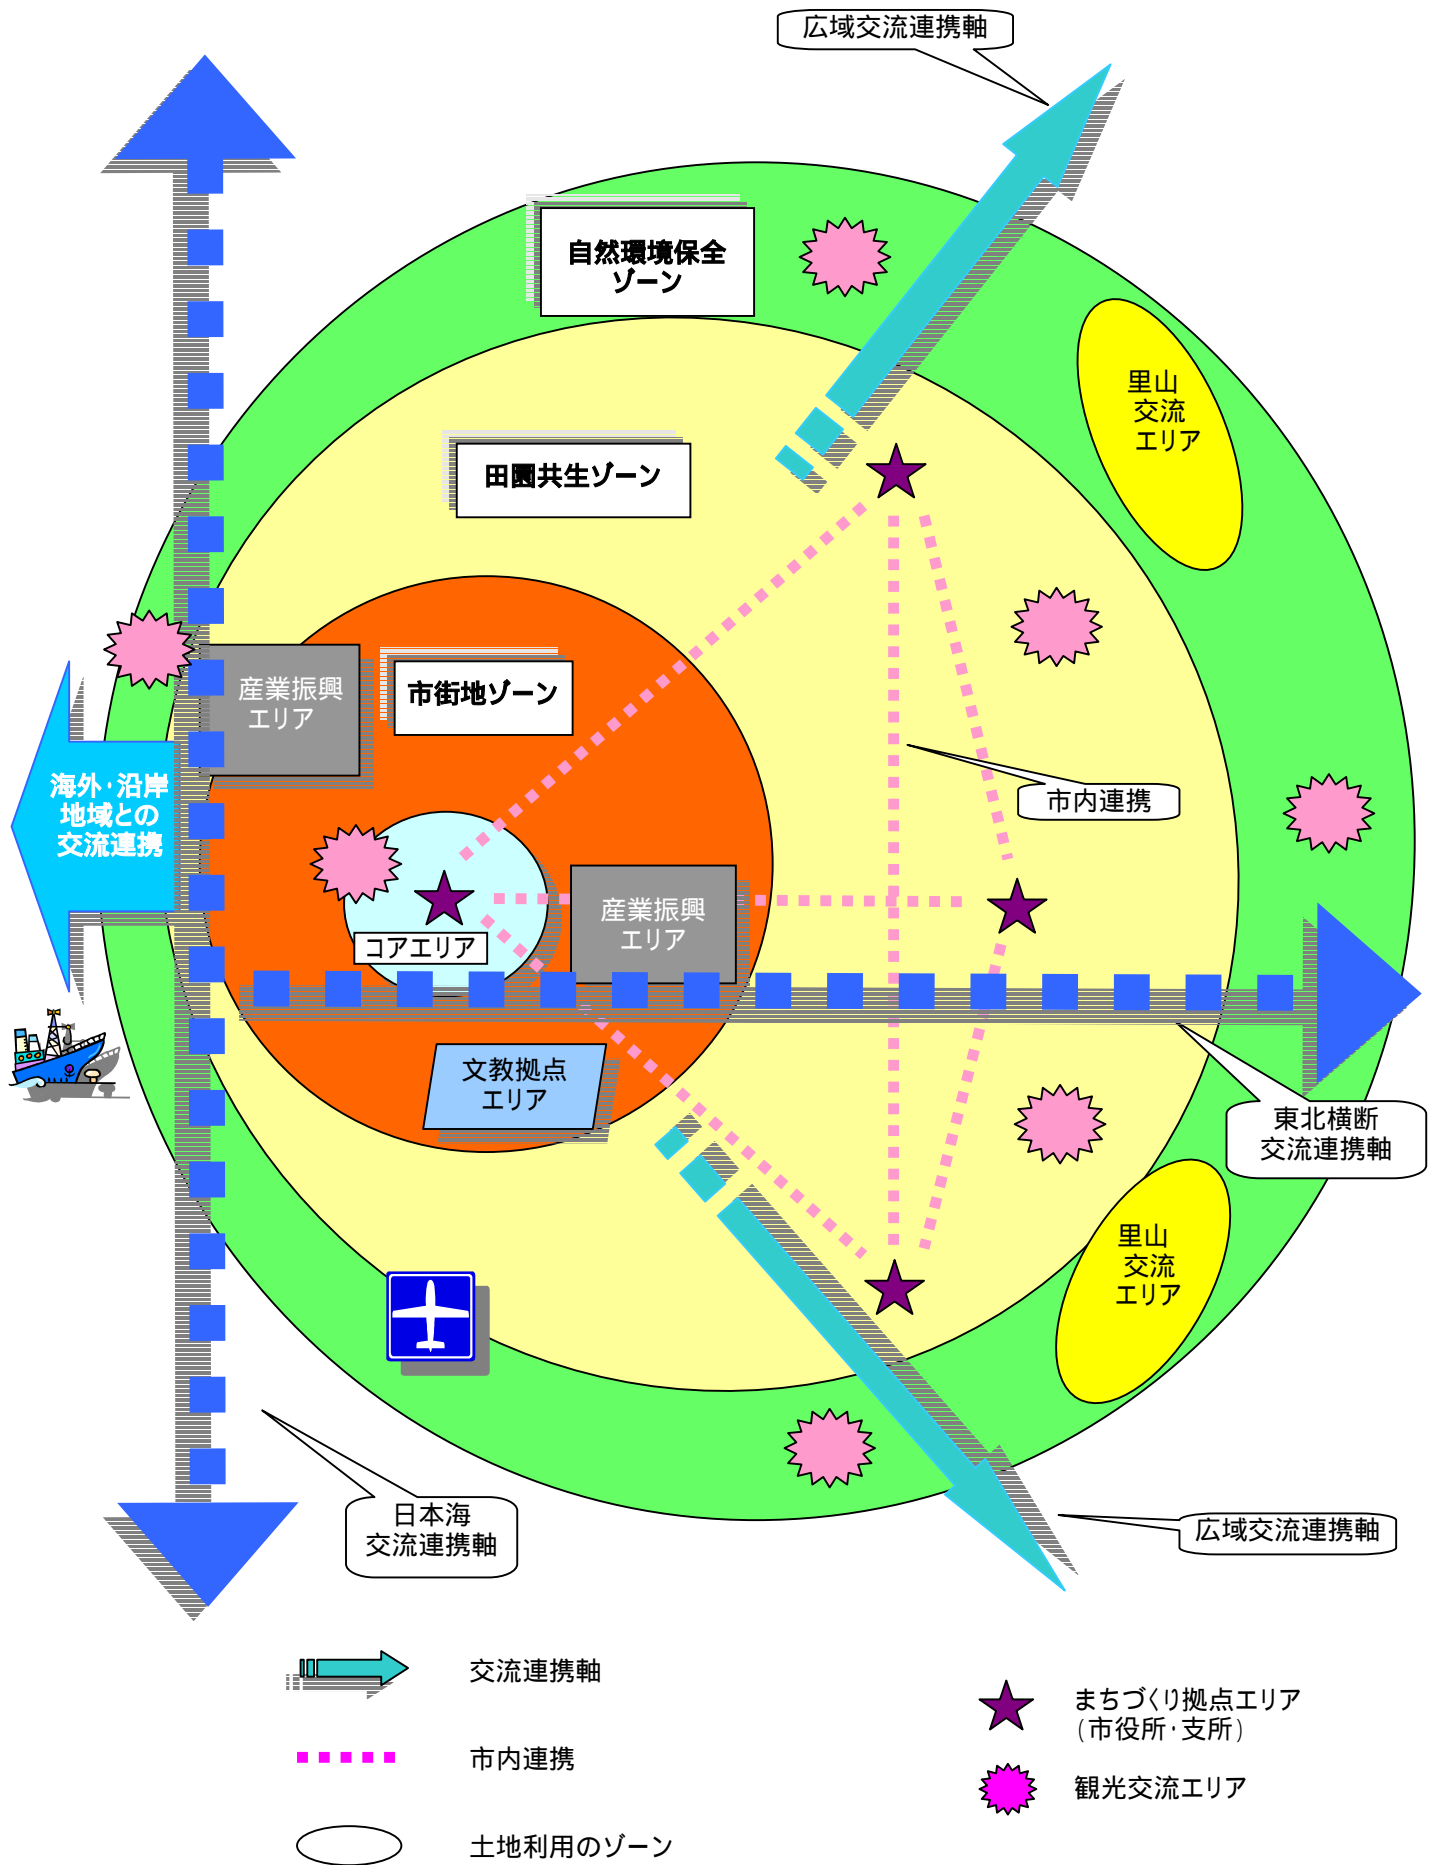 広域交流連携軸
自然環境保全
ゾーン
里山
交流
エリア
田園共生ゾーン
産業振興
エリア
市街地ゾーン
海外・沿岸
地域との
交流連携
市内連携
産業振興
エリア
コアエリア
文教拠点
エリア
東北横断
交流連携軸
里山
交流
エリア
日本海
交流連携軸
広域交流連携軸
交流連携軸
市内連携
土地利用のゾーン
まちづくり拠点エリア
(市役所・支所)
観光交流エリア